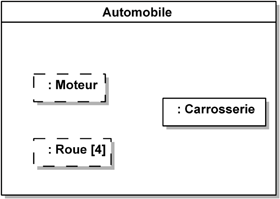 Automobile
: Moteur
: Carrosserie
: Roue [4]